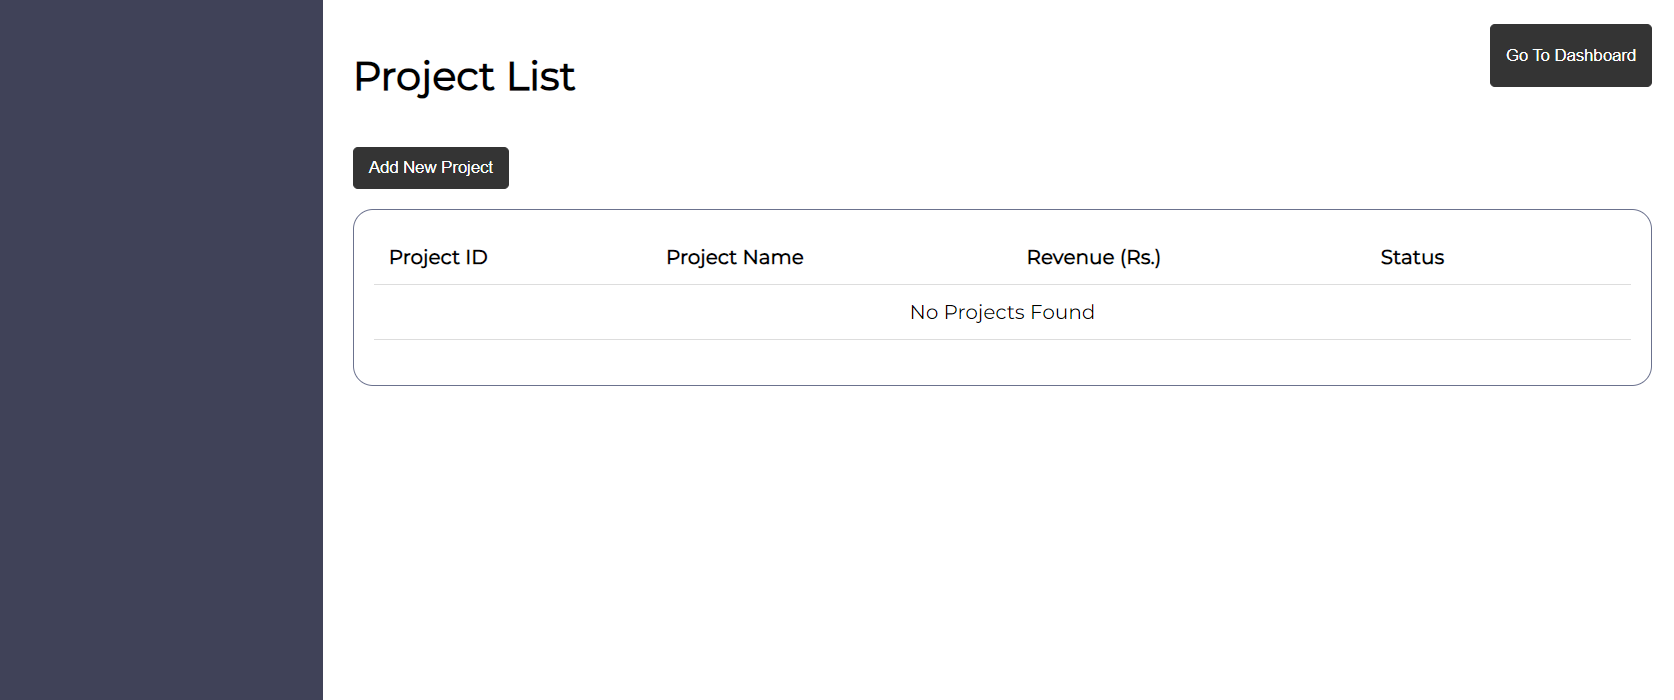 Go To Dashboard
Project List
Add New Project
Project ID Project Name Revenue (Rs.) Status
No Projects Found